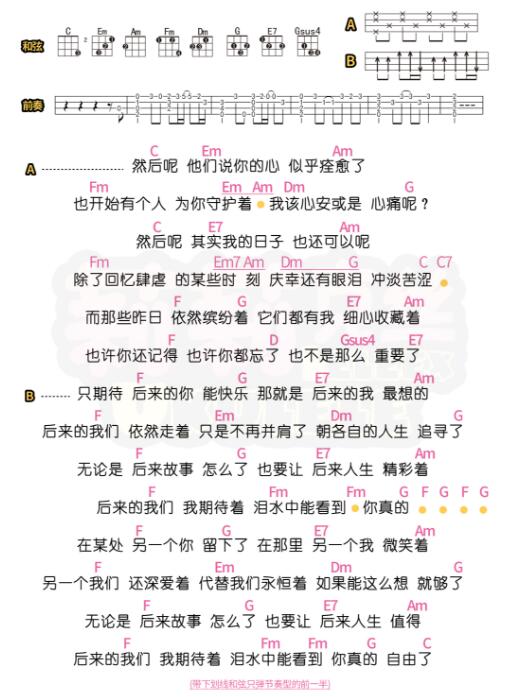 和弦 C Em Am Fm Dm G E7 Gsus4 A
2
B
前奏
C Em Am
A 然后呢 他们说你的心 似乎痊愈了
Fm Em Am Dm G
也开始有个人 为你守护着 我该心安或是 心痛呢？
C E7 Am
然后呢 其实我的日子 也还可以呢
Fm Em7 Am Dm G C C7
除了回忆肆虐 的某些时 刻 庆幸还有眼泪 冲淡苦涩
F G E7 Am
而那些昨日 依然缤纷着 它们都有我 细心收藏着
F D Gsus4 E7
也许你还记得 也许你都忘了 也不是那么 重要了
F G E7 Am
B 只期待 后来的你 能快乐 那就是 后来的我 最想的
F Em Dm G
后来的我们 依然走着 只是不再并肩了 朝各自的人生 追寻了
F G E7 Am
无论是 后来故事 怎么了 也要让 后来人生 精彩着
F Fm Fm G F G F G
后来的我们 我期待着 泪水中能看到 你真的
F G E7 Am
在某处 另一个你 留下了 在那里 另一个我 微笑着
F Em Dm G
另一个我们 还深爱着 代替我们永恒着 如果能这么想 就够了
F G E7 Am
无论是 后来故事 怎么了 也要让 后来人生 值得
F Fm Fm G C
后来的我们 我期待着 泪水中能看到 你真的 自由了
(带下划线和弦只弹节奏型的前一半)